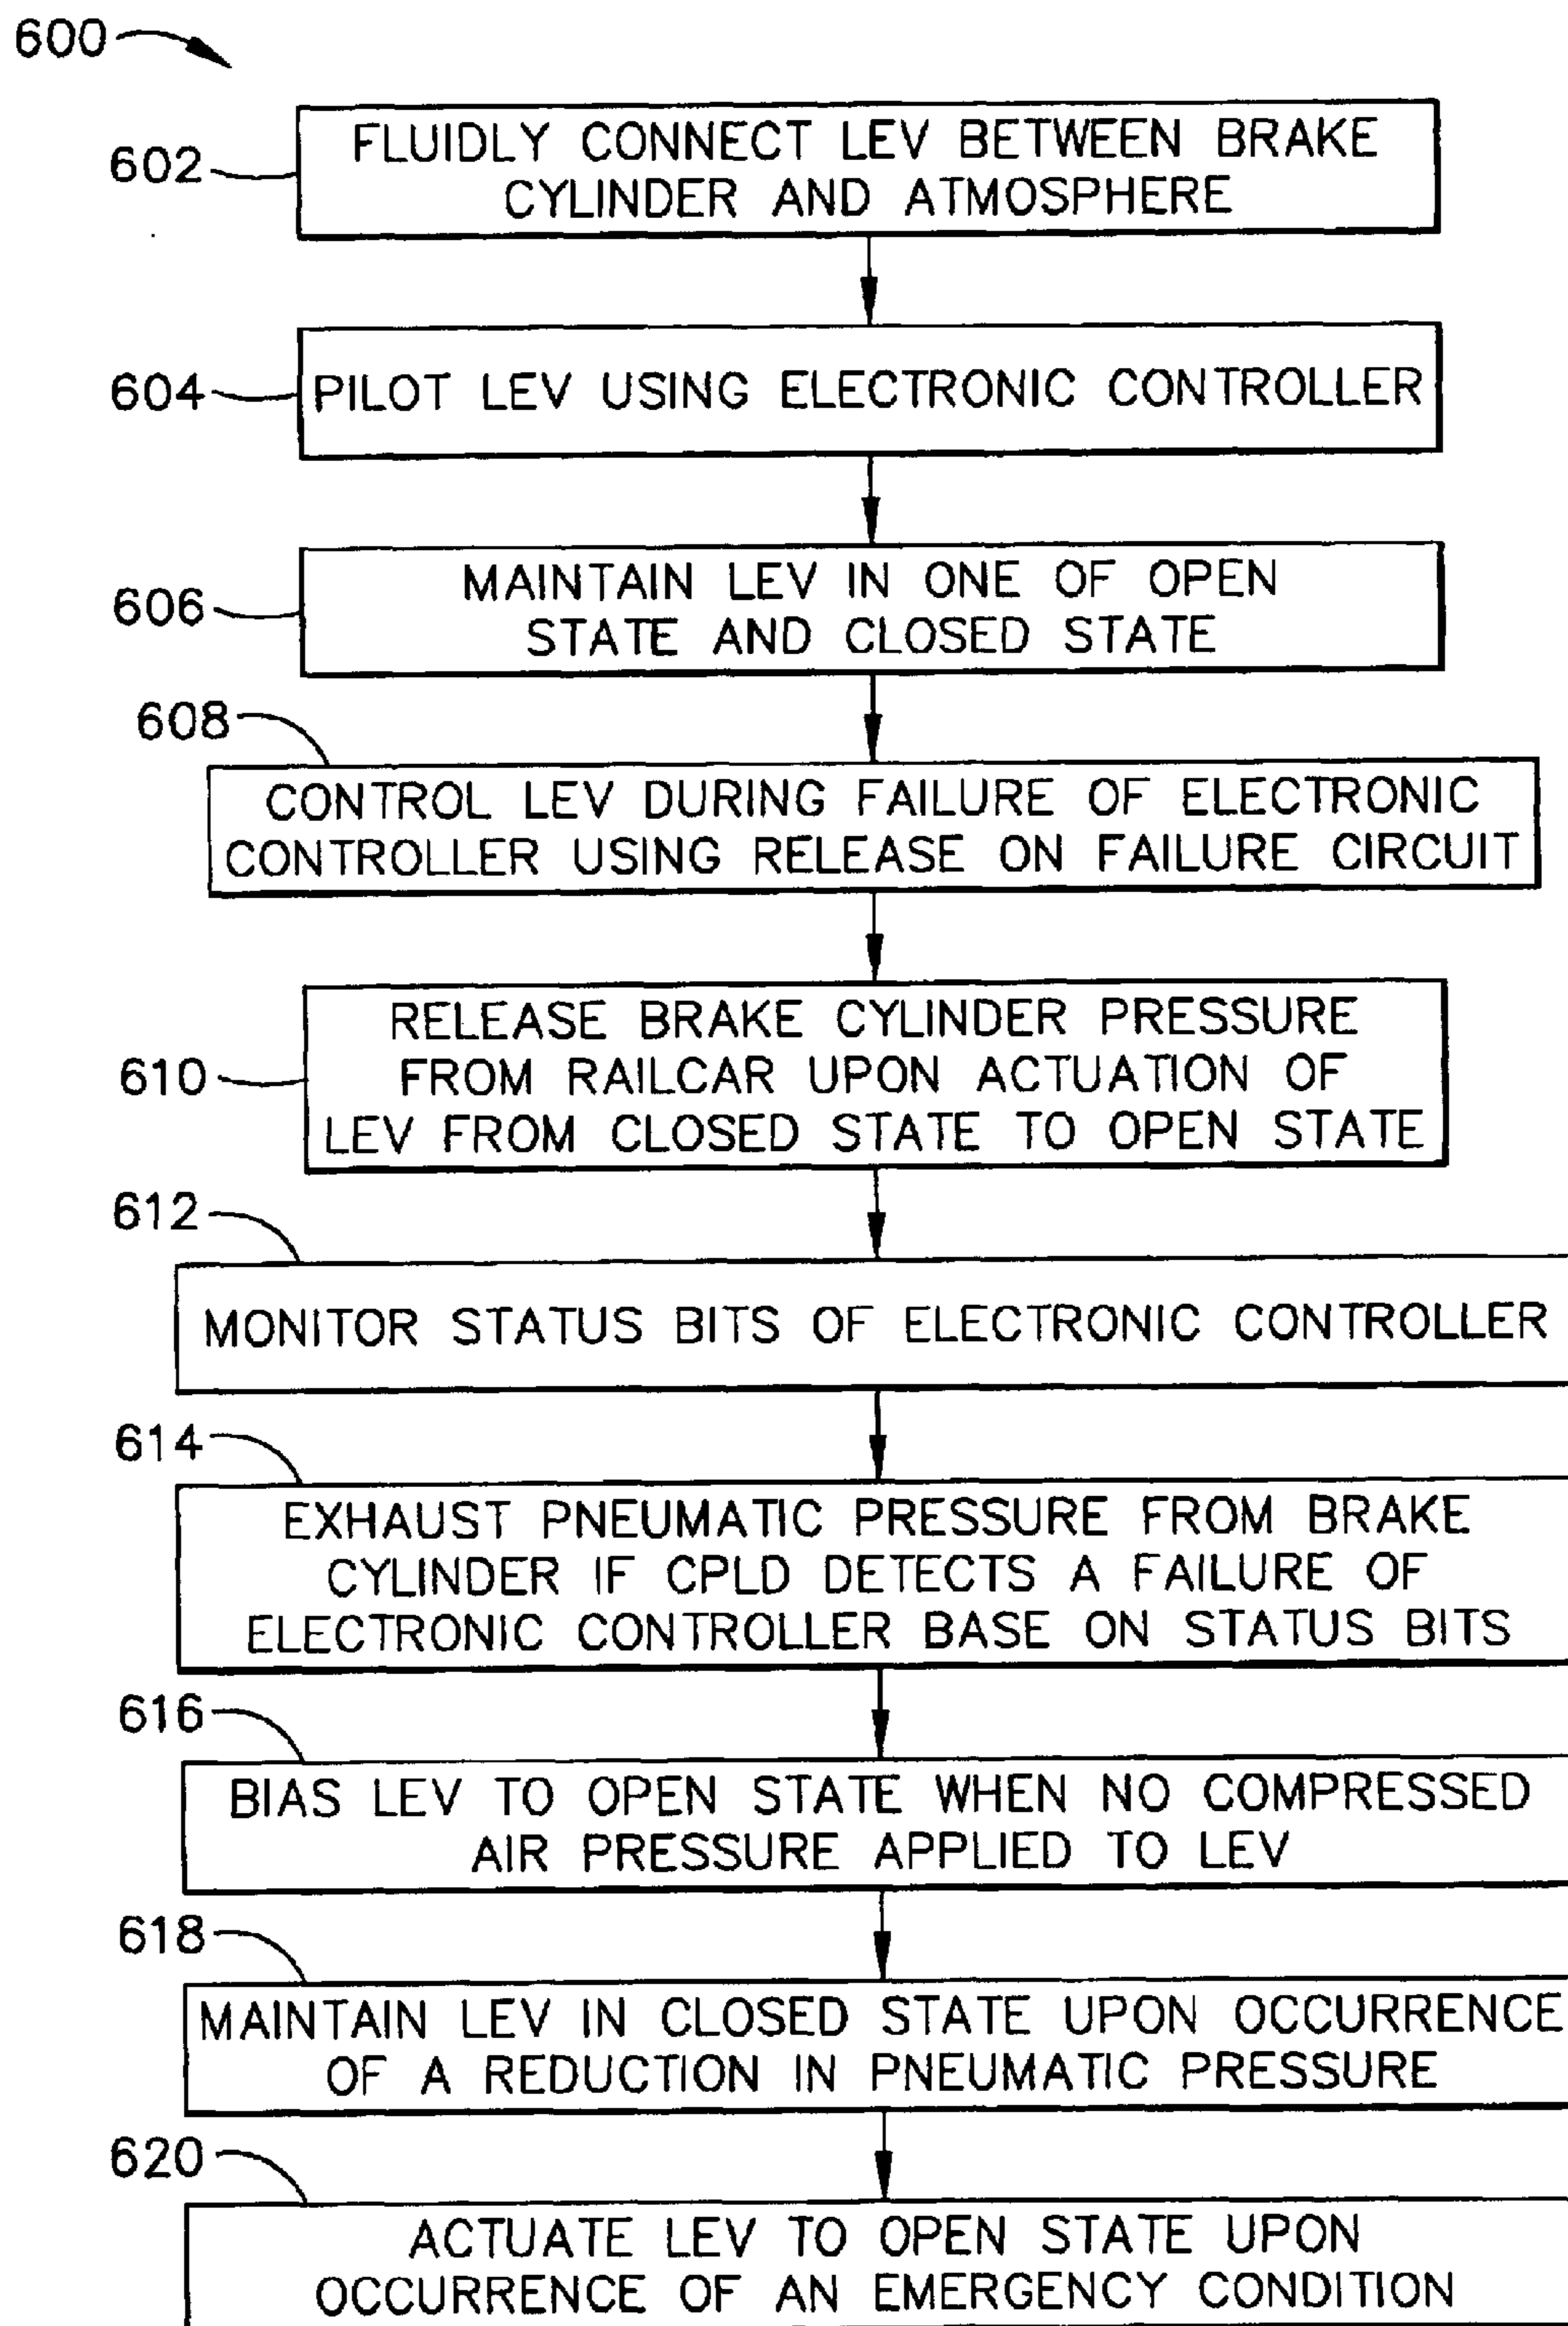 600
602
FLUIDLY CONNECT LEV BETWEEN BRAKE
CYLINDER AND ATMOSPHERE
604
PILOT LEV USING ELECTRONIC CONTROLLER
606
MAINTAIN LEV IN ONE OF OPEN
STATE AND CLOSED STATE
608
CONTROL LEV DURING FAILURE OF ELECTRONIC
CONTROLLER USING RELEASE ON FAILURE CIRCUIT
610
RELEASE BRAKE CYLINDER PRESSURE
FROM RAILCAR UPON ACTUATION OF
LEV FROM CLOSED STATE TO OPEN STATE
612
MONITOR STATUS BITS OF ELECTRONIC CONTROLLER
614
EXHAUST PNEUMATIC PRESSURE FROM BRAKE
CYLINDER IF CPLD DETECTS A FAILURE OF
ELECTRONIC CONTROLLER BASE ON STATUS BITS
616
BIAS LEV TO OPEN STATE WHEN NO COMPRESSED
AIR PRESSURE APPLIED TO LEV
618
MAINTAIN LEV IN CLOSED STATE UPON OCCURRENCE
OF A REDUCTION IN PNEUMATIC PRESSURE
620
ACTUATE LEV TO OPEN STATE UPON
OCCURRENCE OF AN EMERGENCY CONDITION